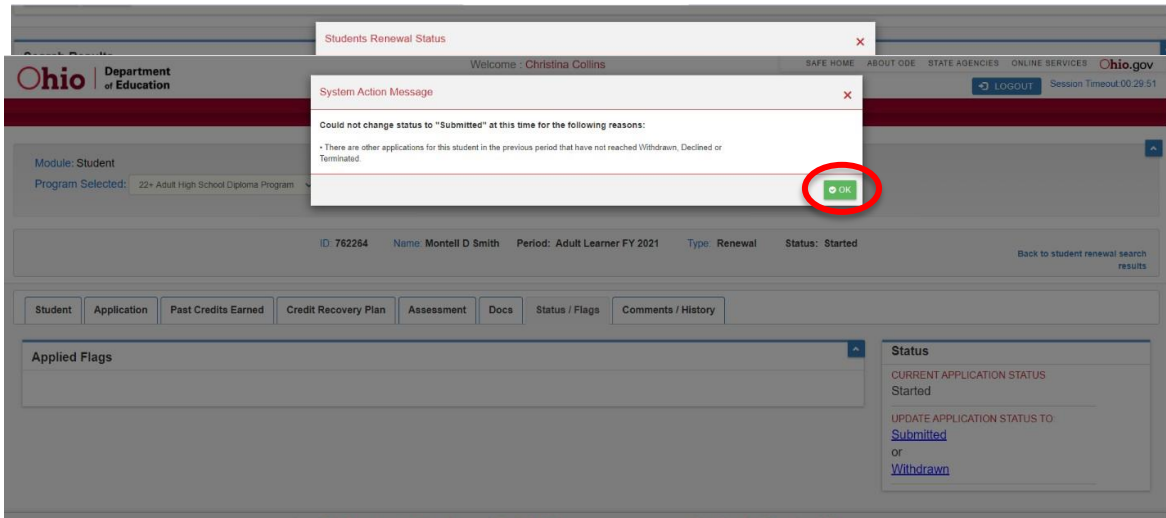 Students Renewal Status
×
Search Results
Ohio Department of Education
Welcome : Christina Collins
SAFE HOME ABOUT ODE STATE AGENCIES ONLINE SERVICES Ohio.gov
LOGOUT Session Timeout:00:29:51
System Action Message
×
Could not change status to "Submitted" at this time for the following reasons:
• There are other applications for this student in the previous period that have not reached Withdrawn, Declined or
Terminated.
OK
Module: Student
Program Selected: 22+ Adult High School Diploma Program
ID: 762264 Name: Montell D Smith Period: Adult Learner FY 2021 Type: Renewal Status: Started
Back to student renewal search
results
Student Application Past Credits Earned Credit Recovery Plan Assessment Docs Status / Flags Comments / History
Applied Flags
Status
CURRENT APPLICATION STATUS:
Started
UPDATE APPLICATION STATUS TO:
Submitted
or
Withdrawn